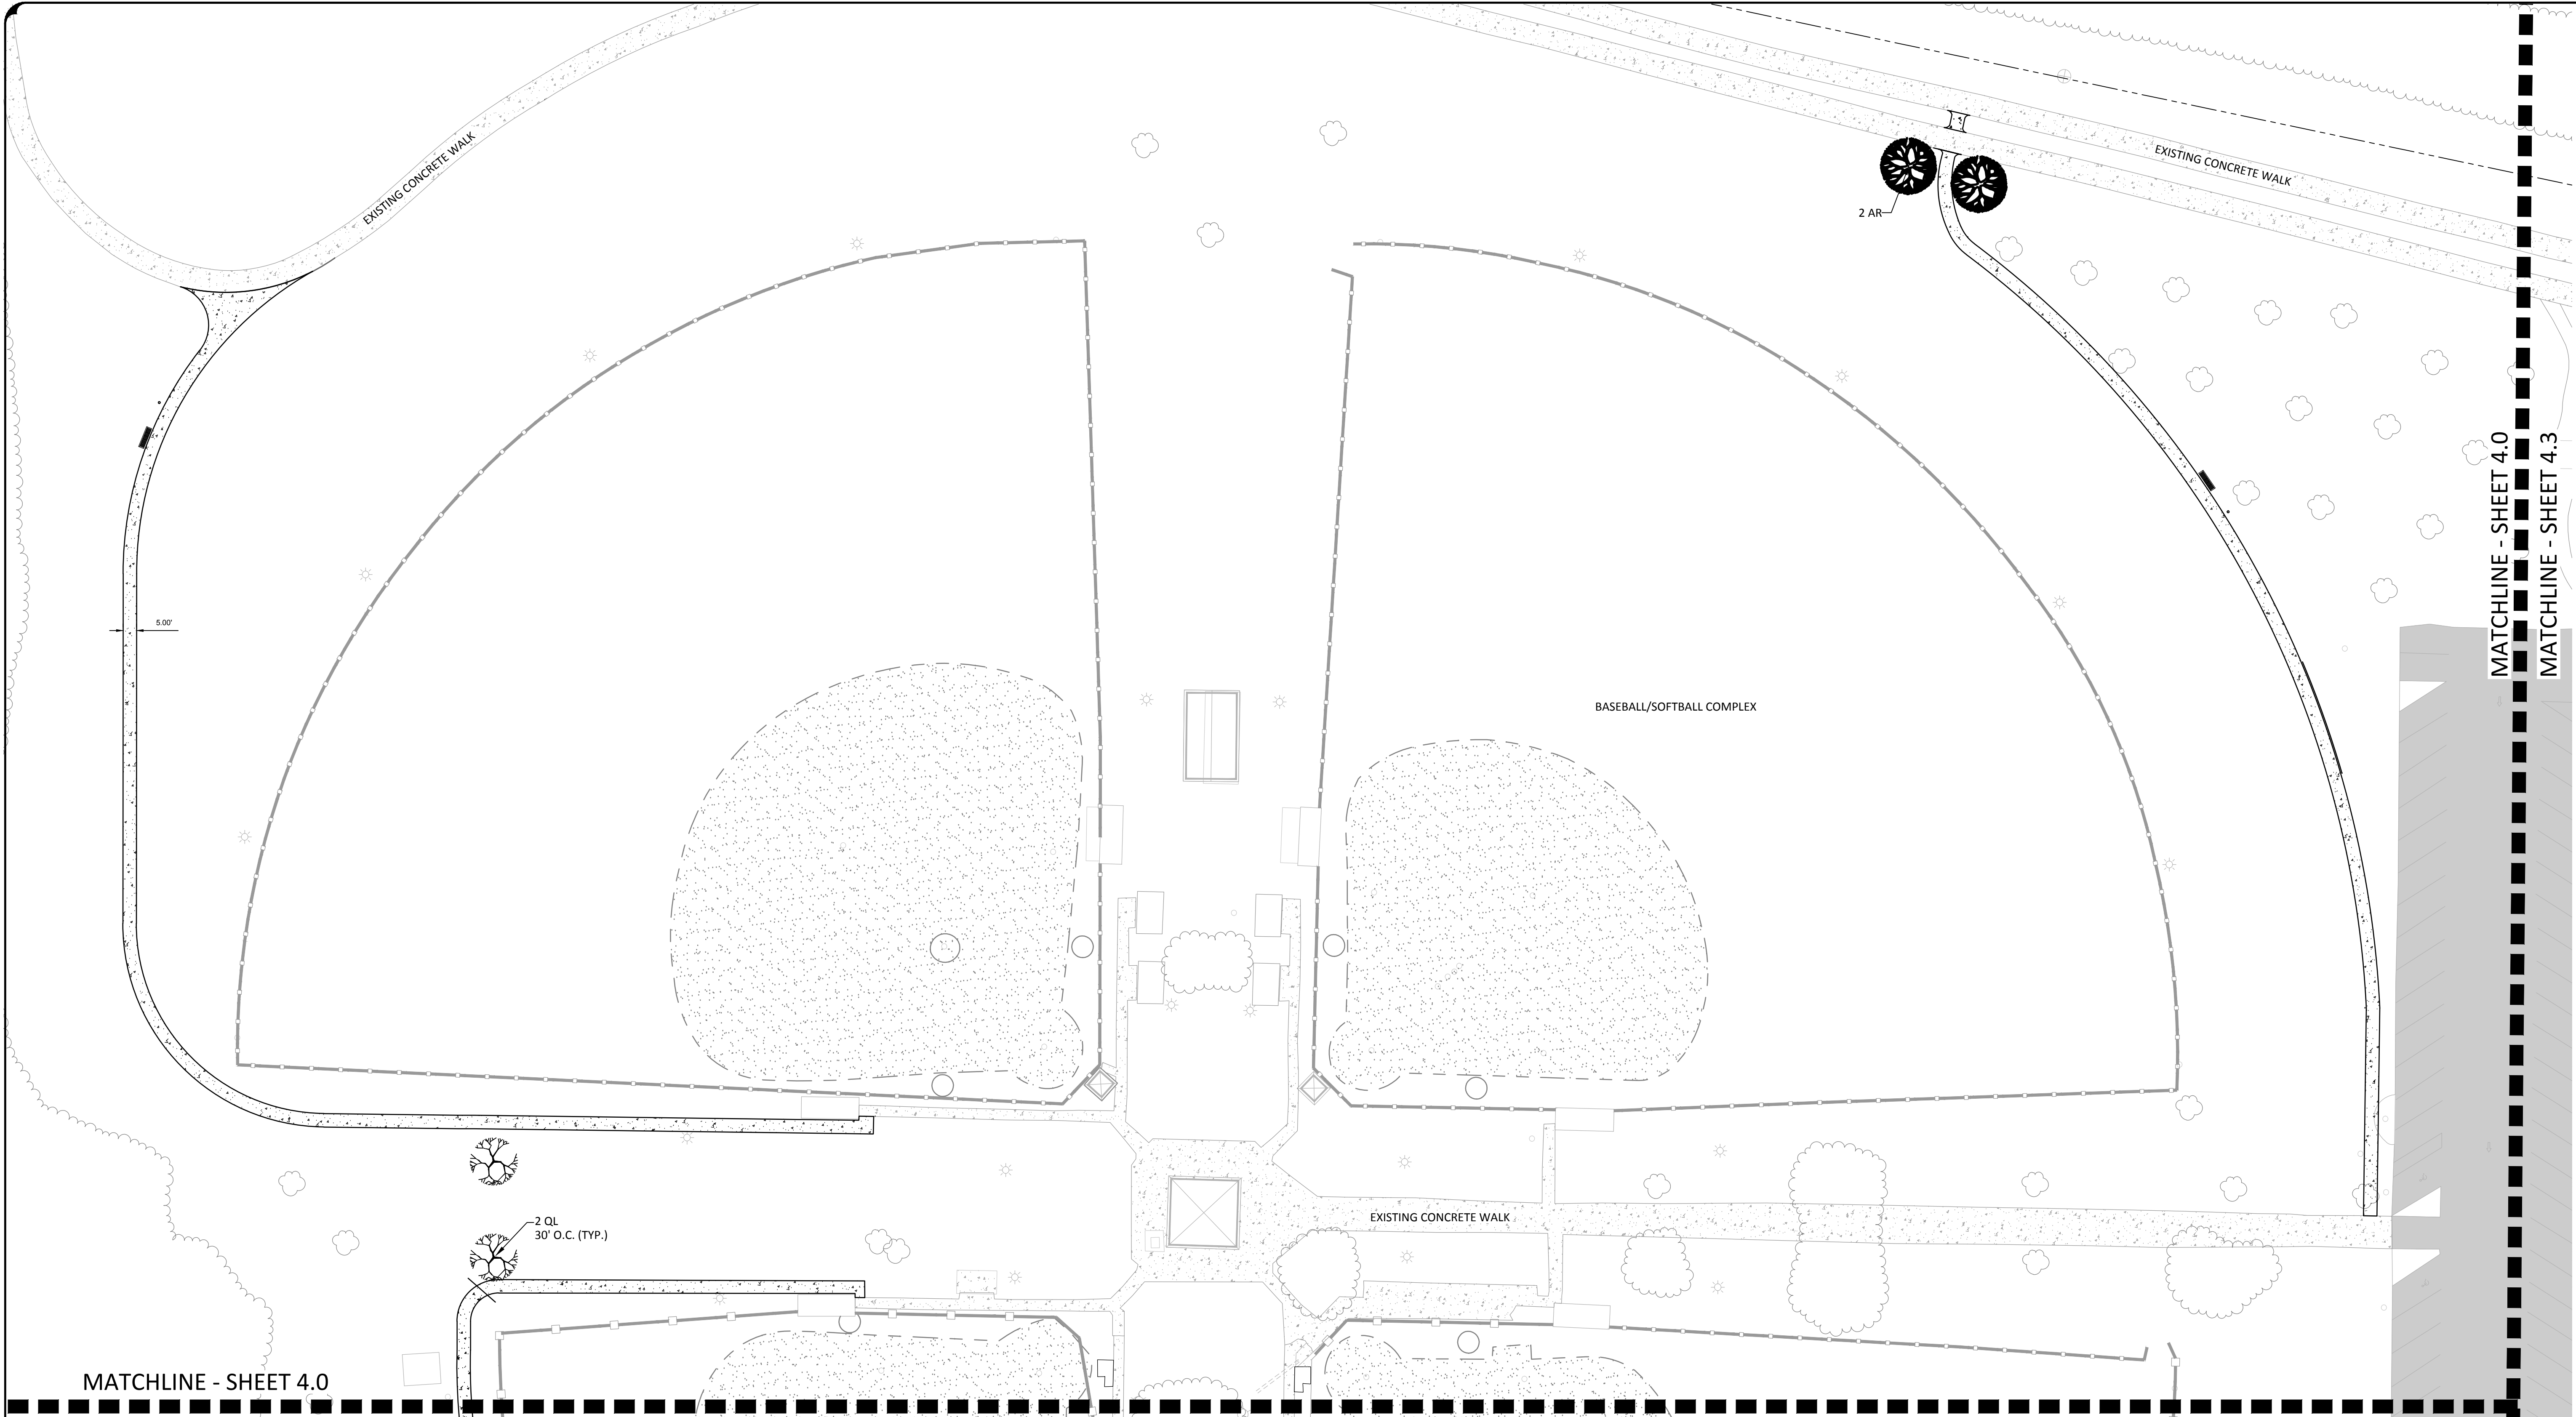 EXISTING CONCRETE WALK
EXISTING CONCRETE WALK
2 AR
MATCHLINE - SHEET 4.0
MATCHLINE - SHEET 4.3
5.00'
BASEBALL/SOFTBALL COMPLEX
2 QL
30' O.C. (TYP.)
EXISTING CONCRETE WALK
MATCHLINE - SHEET 4.0